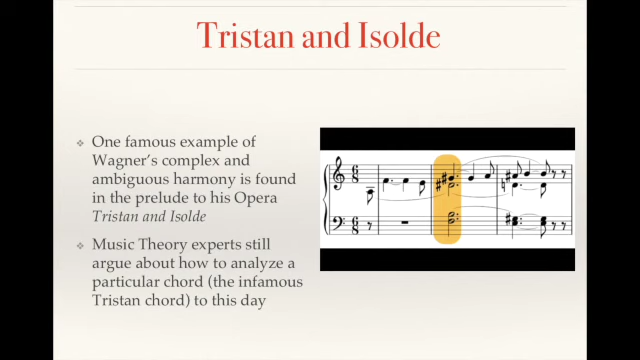 Tristan and Isolde
One famous example of
Wagner's complex and
ambiguous harmony is found
in the prelude to his Opera
Tristan and Isolde
Music Theory experts still
argue about how to analyze a
particular chord (the infamous
Tristan chord) to this day